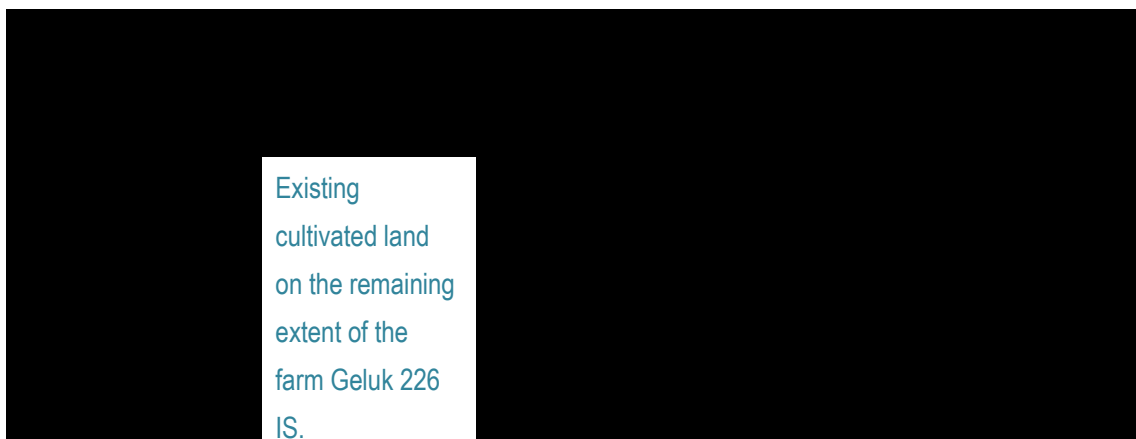 Existing
cultivated land
on the remaining
extent of the
farm Geluk 226
IS.